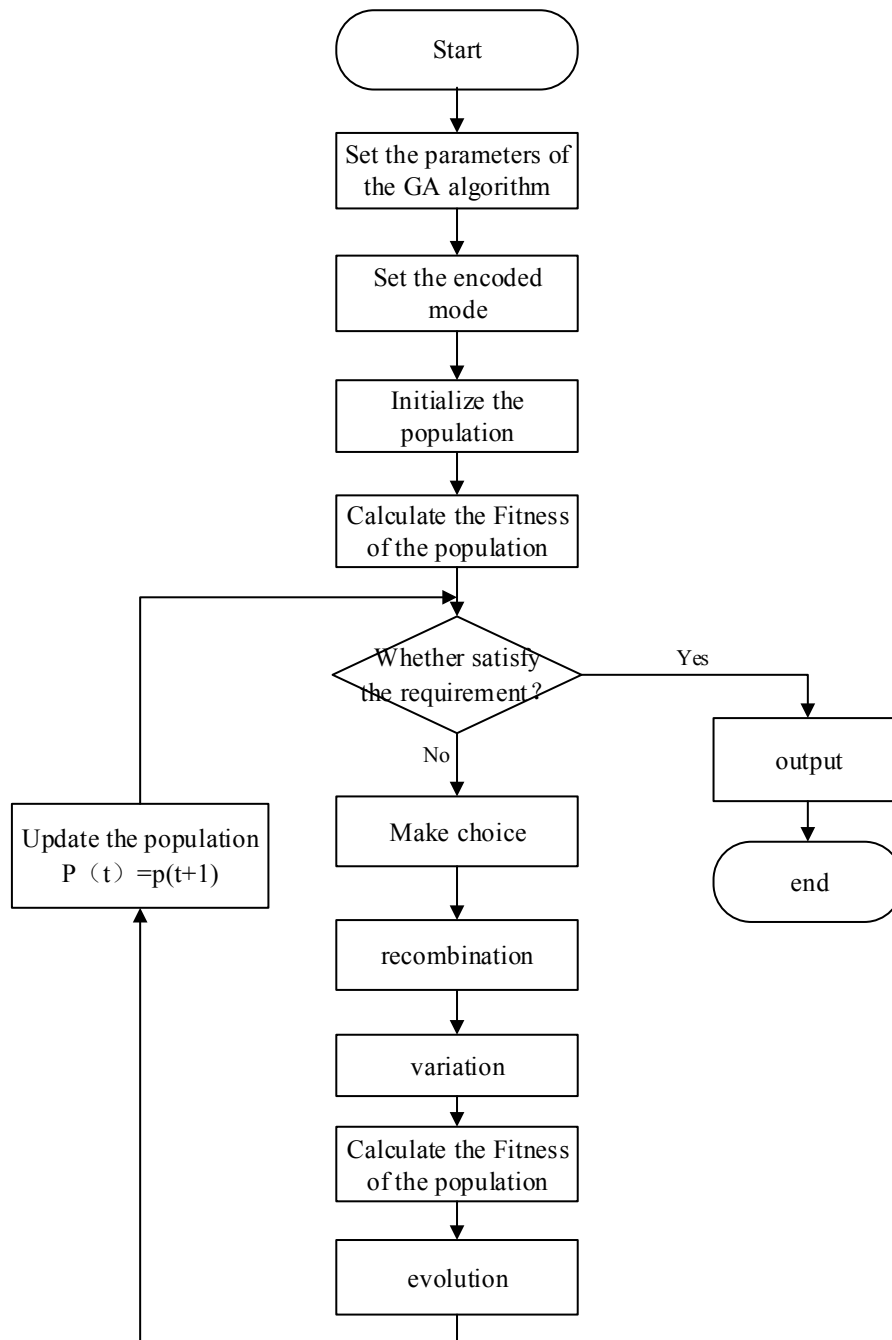 Start
Set the parameters of
the GA algorithm
Set the encoded
mode
Initialize the
population
Calculate the Fitness
of the population
Whether satisfy
the requirement？
Yes
No
output
end
Make choice
Update the population
P（t）=p(t+1)
recombination
variation
Calculate the Fitness
of the population
evolution